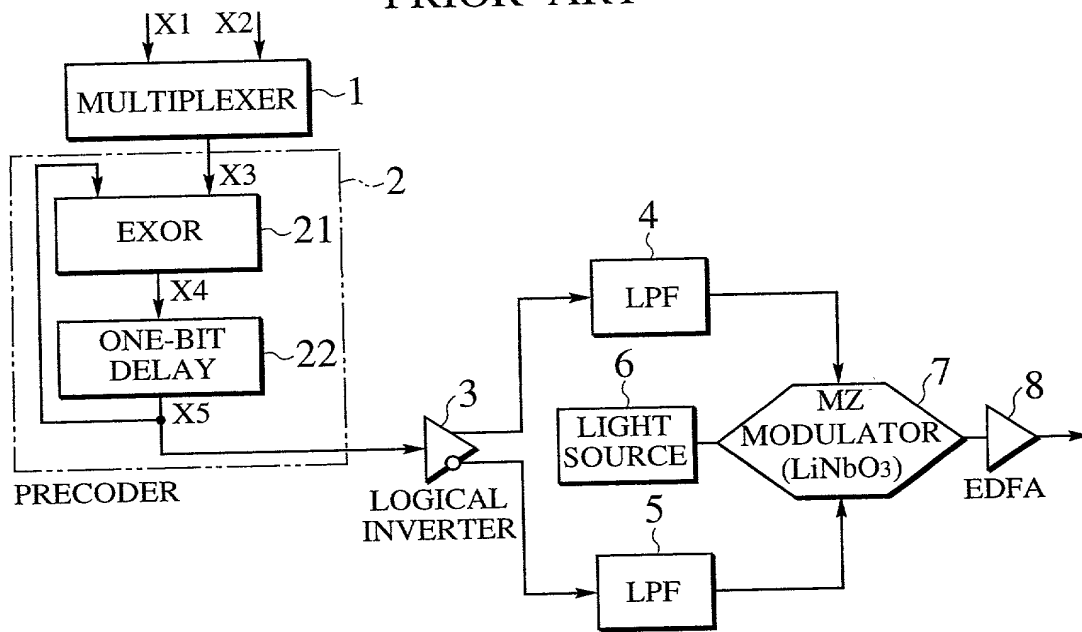 PRIOR ART
X1 X2
MULTIPLEXER
1
X3
2
EXOR
21
X4
ONE-BIT
DELAY
22
X5
PRECODER
3
LOGICAL
INVERTER
4
LPF
6
LIGHT
SOURCE
5
LPF
7
MZ
MODULATOR
(LiNbO3)
8
EDFA